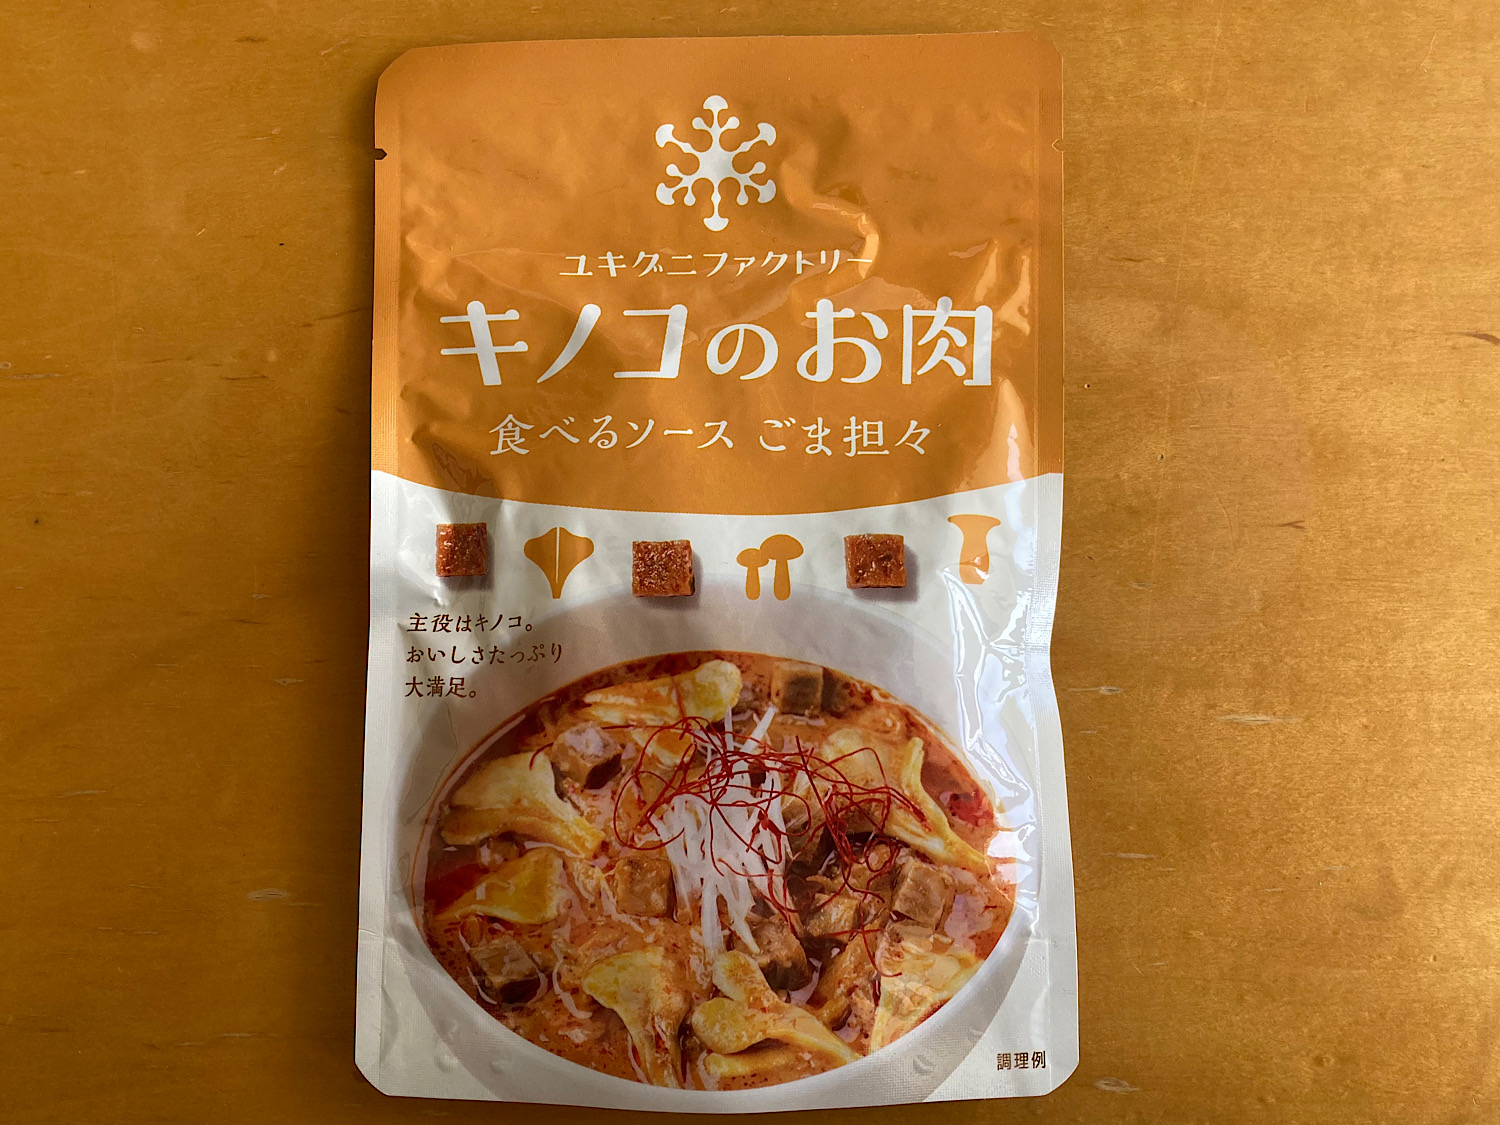 ユキグニファクトリー
キノコのお肉
食べるソース ごま担々
主役はキノコ。
おいしさたっぷり
大満足。
調理例